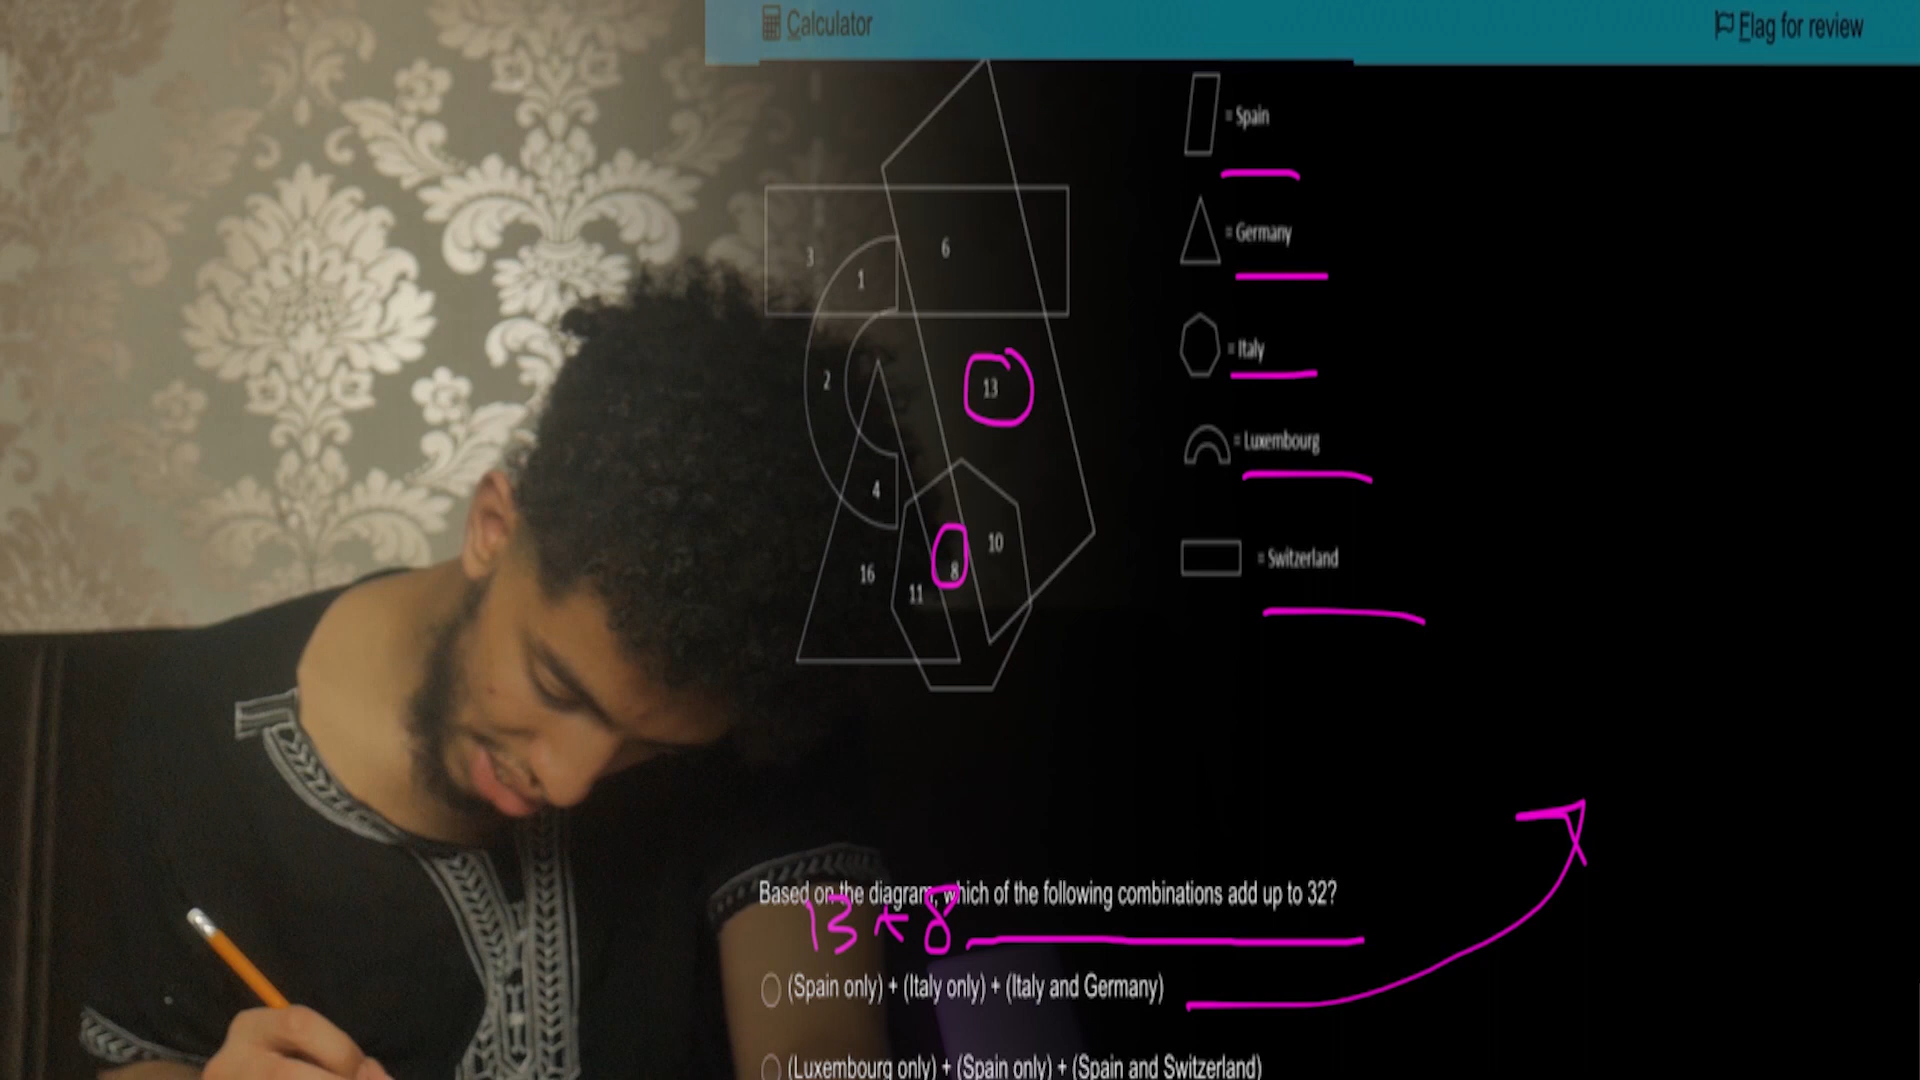 Calculator
Flag for review
= Spain
= Germany
= Italy
= Luxembourg
= Switzerland
3
1
6
2
13
4
16
11
8
10
Based on the diagram, which of the following combinations add up to 32?
13 + 8
(Spain only) + (Italy only) + (Italy and Germany)
(Luxembourg only) + (Spain only) + (Spain and Switzerland)